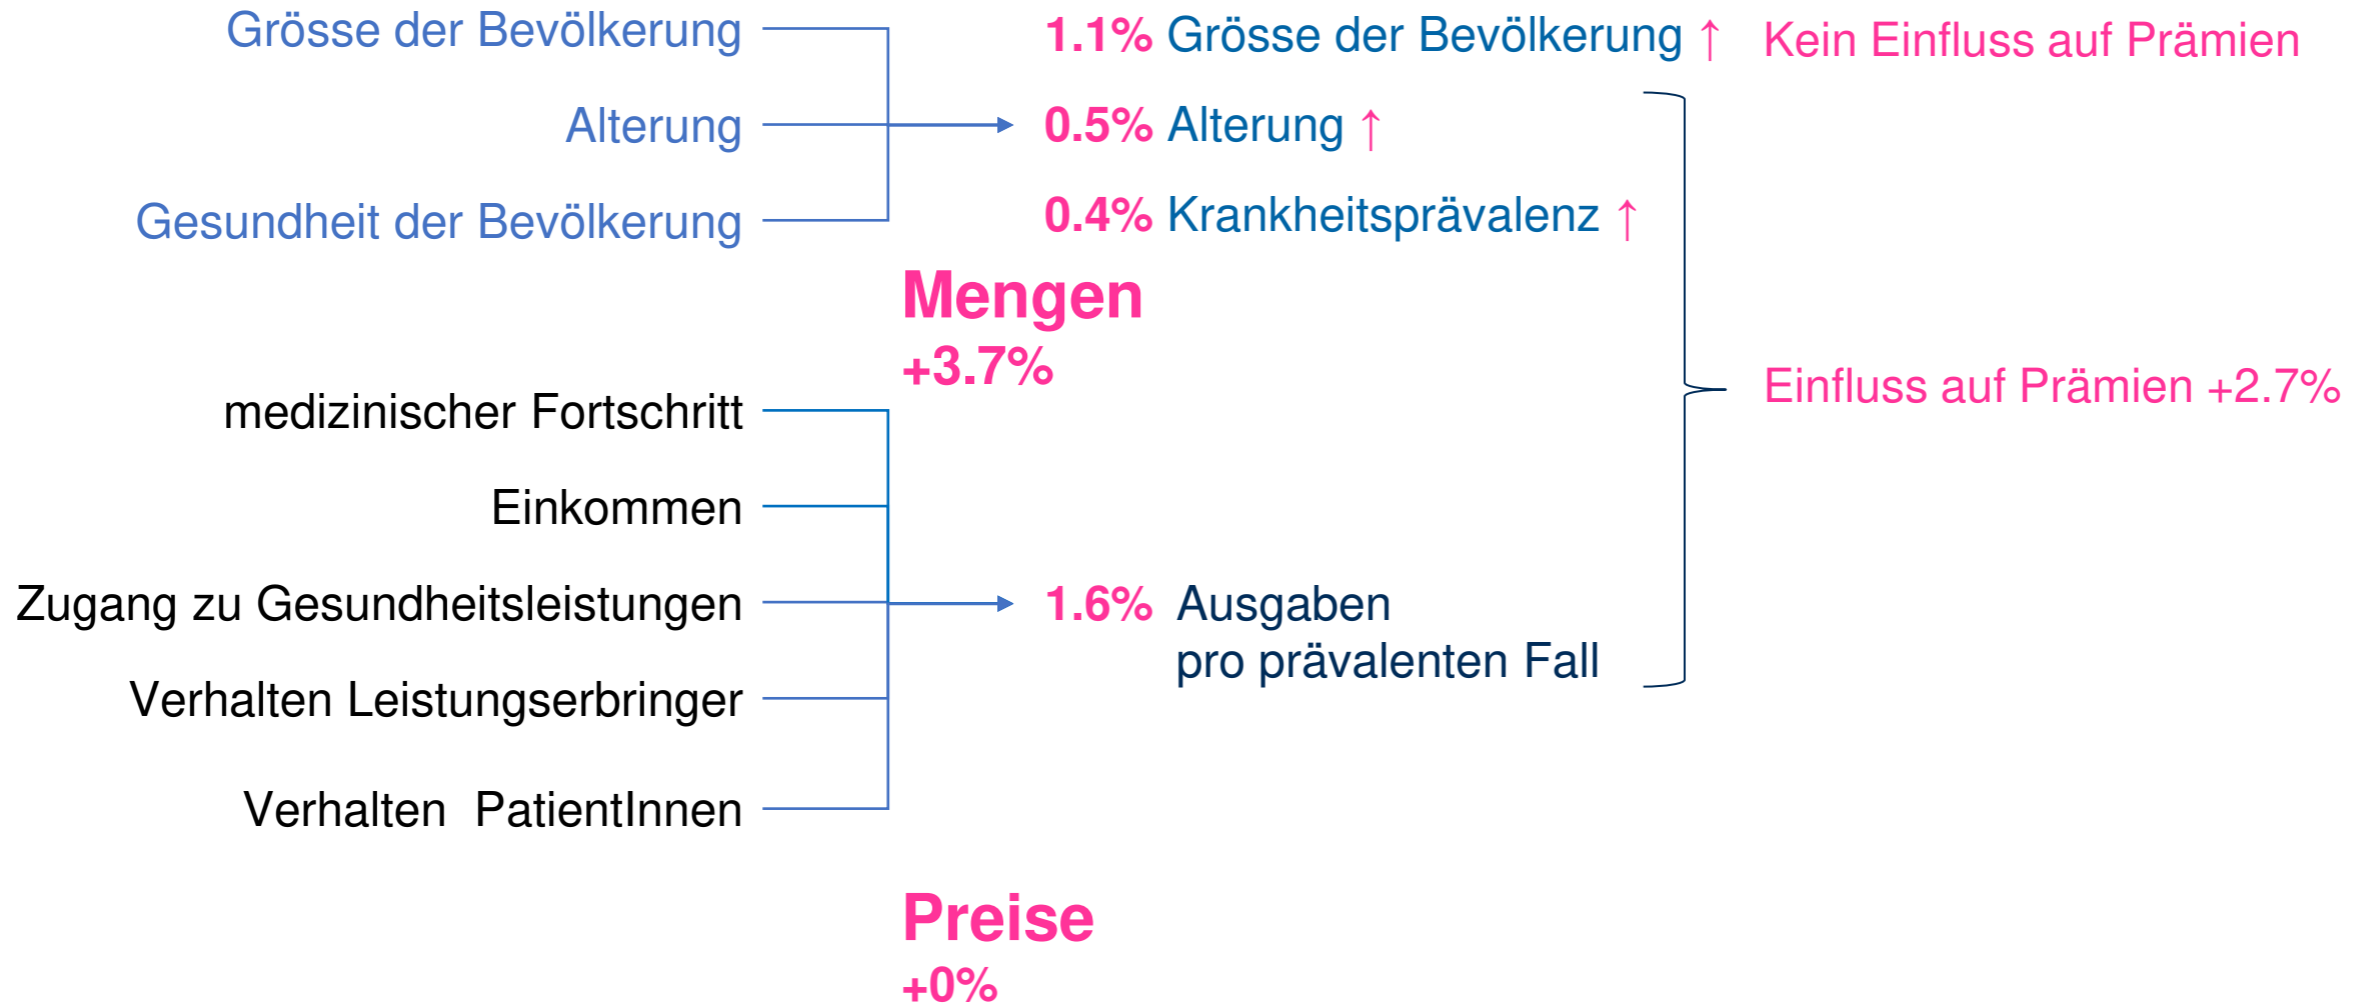 Grösse der Bevölkerung
Alterung
Gesundheit der Bevölkerung
1.1% Grösse der Bevölkerung ↑ Kein Einfluss auf Prämien
0.5% Alterung ↑
0.4% Krankheitsprävalenz ↑
Mengen
+3.7%
Einfluss auf Prämien +2.7%
medizinischer Fortschritt
Einkommen
Zugang zu Gesundheitsleistungen
Verhalten Leistungserbringer
Verhalten PatientInnen
1.6% Ausgaben
pro prävalenten Fall
Preise
+0%